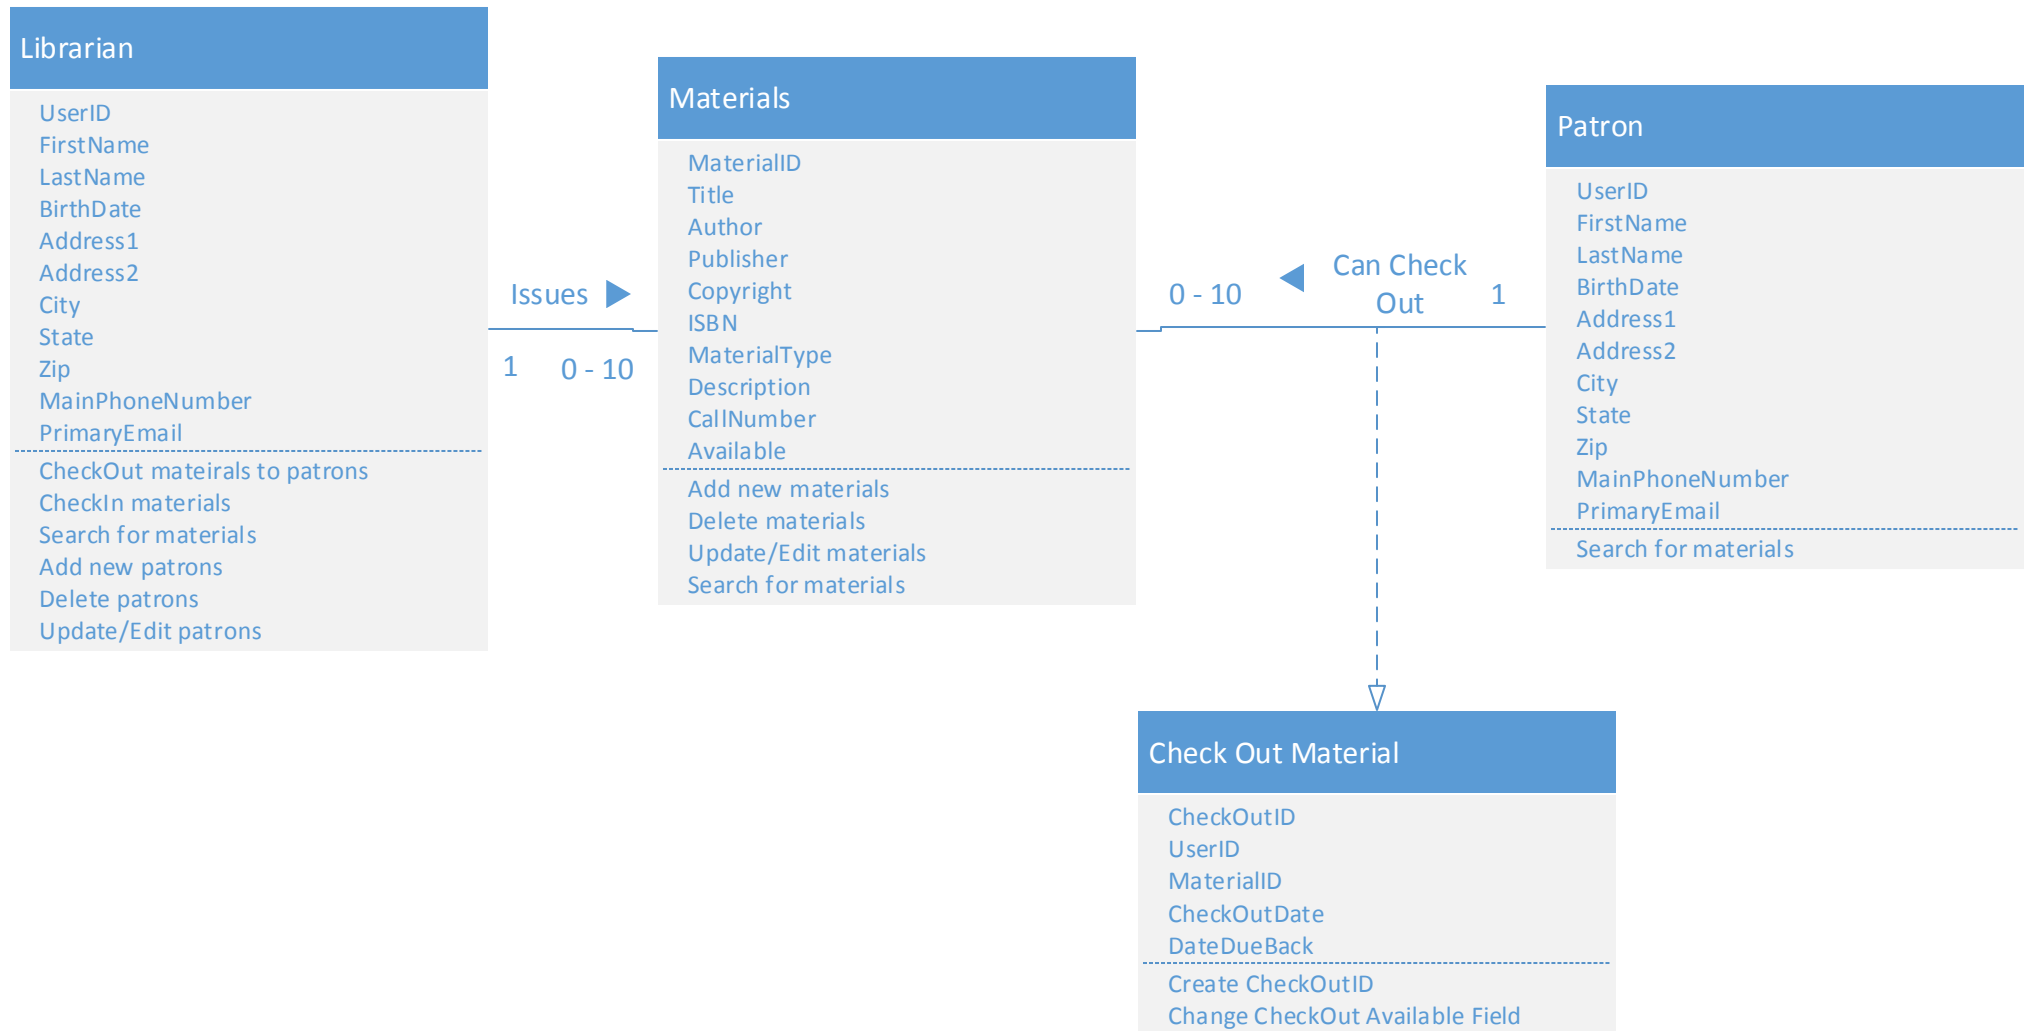 Librarian
UserID
FirstName
LastName
BirthDate
Address1
Address2
City
State
Zip
MainPhoneNumber
PrimaryEmail
CheckOut mateirals to patrons
CheckIn materials
Search for materials
Add new patrons
Delete patrons
Update/Edit patrons
Issues
1
0 - 10
Materials
MaterialID
Title
Author
Publisher
Copyright
ISBN
MaterialType
Description
CallNumber
Available
Add new materials
Delete materials
Update/Edit materials
Search for materials
0 - 10
Can Check
Out
1
Patron
UserID
FirstName
LastName
BirthDate
Address1
Address2
City
State
Zip
MainPhoneNumber
PrimaryEmail
Search for materials
Check Out Material
CheckOutID
UserID
MaterialID
CheckOutDate
DateDueBack
Create CheckOutID
Change CheckOut Available Field